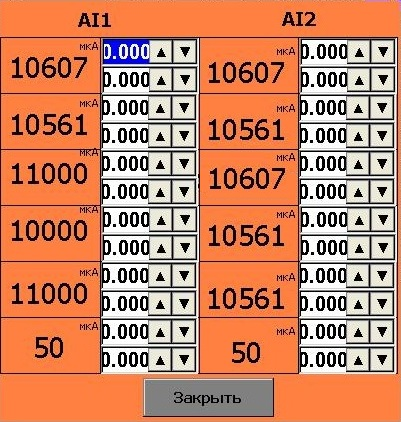 AI1 AI2
мкА 0.000 ▲ ▼ мкА 0.000 ▲ ▼
10607 0.000 ▲ ▼ 10607 0.000 ▲ ▼
мкА 0.000 ▲ ▼ мкА 0.000 ▲ ▼
10561 0.000 ▲ ▼ 10561 0.000 ▲ ▼
мкА 0.000 ▲ ▼ мкА 0.000 ▲ ▼
11000 0.000 ▲ ▼ 10607 0.000 ▲ ▼
мкА 0.000 ▲ ▼ мкА 0.000 ▲ ▼
10000 0.000 ▲ ▼ 10561 0.000 ▲ ▼
мкА 0.000 ▲ ▼ мкА 0.000 ▲ ▼
11000 0.000 ▲ ▼ 10561 0.000 ▲ ▼
мкА 0.000 ▲ ▼ мкА 0.000 ▲ ▼
50 0.000 ▲ ▼ 50 0.000 ▲ ▼
Закрыть